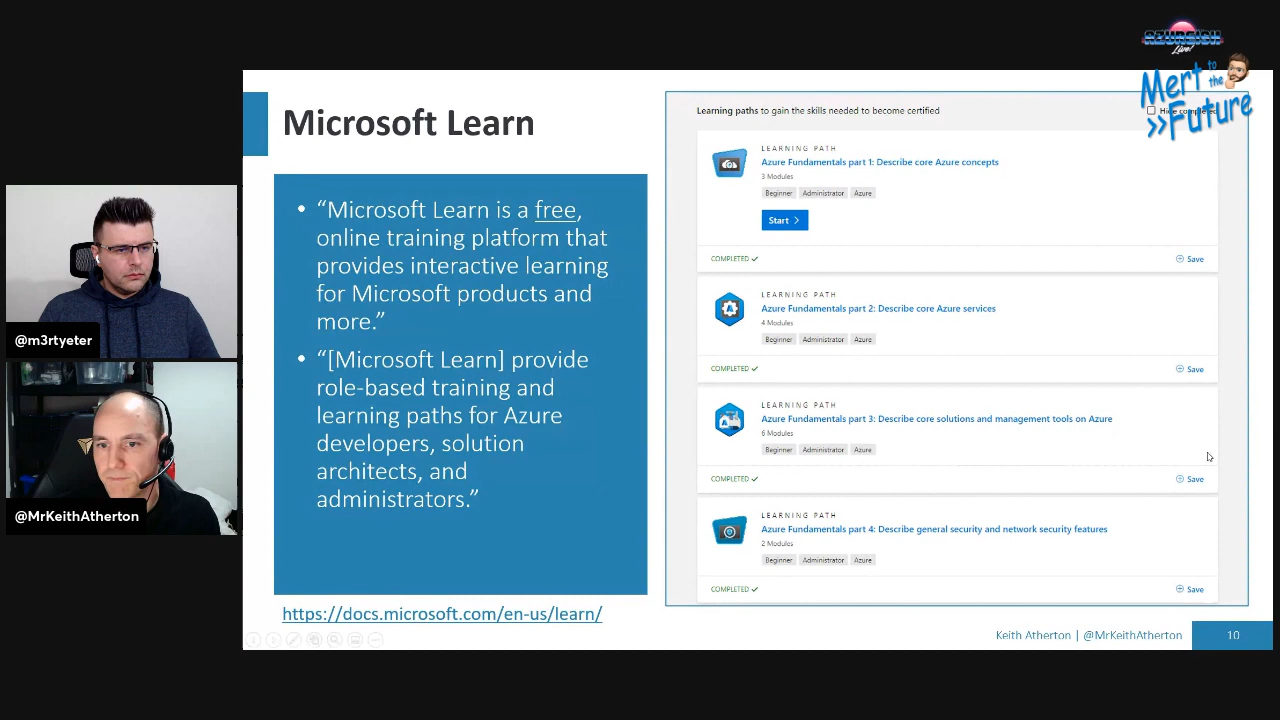 AZUREISH
Live!
Mert
to
the
>>Future
Microsoft Learn
• “Microsoft Learn is a free,
online training platform that
provides interactive learning
for Microsoft products and
more.”
• “[Microsoft Learn] provide
role-based training and
learning paths for Azure
developers, solution
architects, and
administrators.”
https://docs.microsoft.com/en-us/learn/
@m3rtyeter
@MrKeithAtherton
Learning paths to gain the skills needed to become certified
Hide completed
LEARNING PATH
Azure Fundamentals part 1: Describe core Azure concepts
3 Modules
Beginner Administrator Azure
Start >
COMPLETED ✓
Save
LEARNING PATH
Azure Fundamentals part 2: Describe core Azure services
4 Modules
Beginner Administrator Azure
COMPLETED ✓
Save
LEARNING PATH
Azure Fundamentals part 3: Describe core solutions and management tools on Azure
6 Modules
Beginner Administrator Azure
COMPLETED ✓
Save
LEARNING PATH
Azure Fundamentals part 4: Describe general security and network security features
2 Modules
Beginner Administrator Azure
COMPLETED ✓
Save
Keith Atherton | @MrKeithAtherton
10